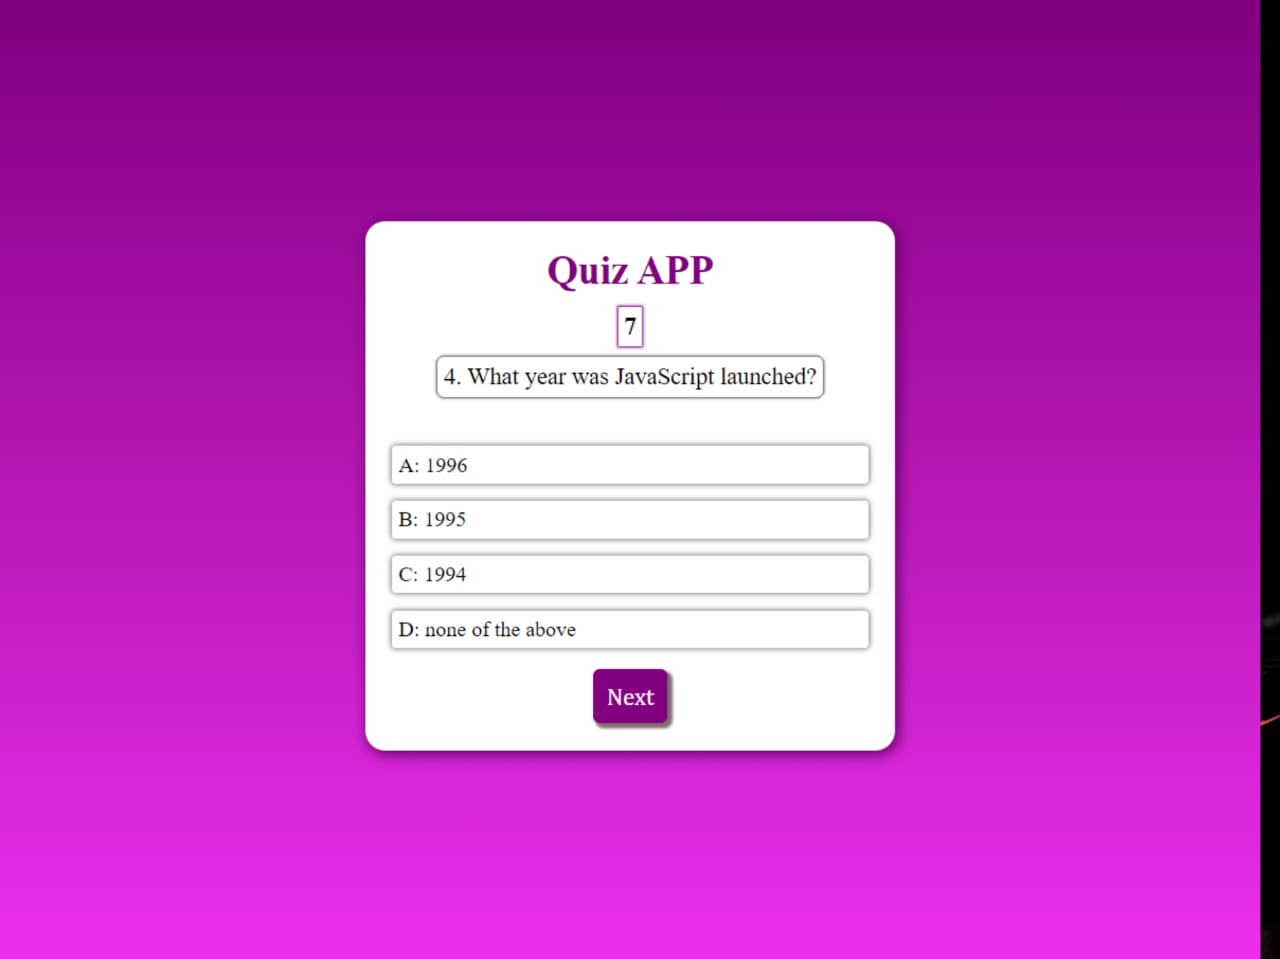 Quiz APP
7
4. What year was JavaScript launched?
A: 1996
B: 1995
C: 1994
D: none of the above
Next